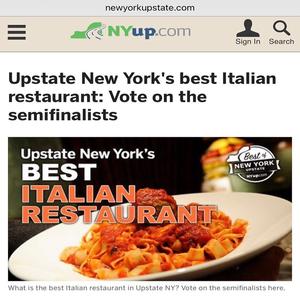 newyorkupstate.com
NYup.com
Sign In
Search
Upstate New York's best Italian
restaurant: Vote on the
semifinalists
Upstate New York's
BEST
ITALIAN
RESTAURANT
Best of
NEW YORK
UPSTATE
NYup.com
What is the best Italian restaurant in Upstate NY? Vote on the semifinalists here.